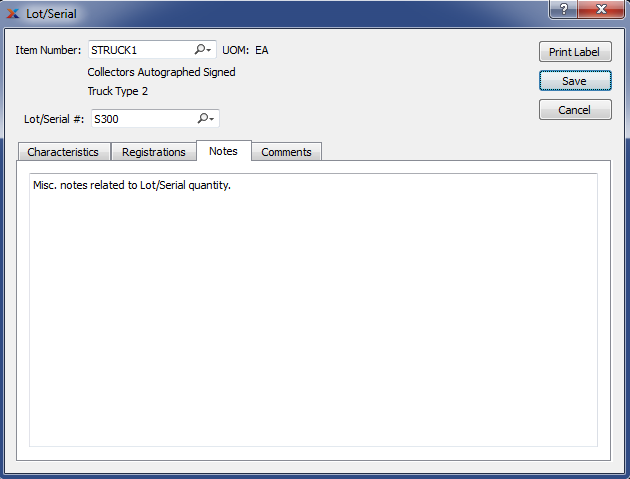 Lot/Serial
Item Number: STRUCK1 UOM: EA
Collectors Autographed Signed
Truck Type 2
Lot/Serial #: S300
Print Label
Save
Cancel
Characteristics Registrations Notes Comments
Misc. notes related to Lot/Serial quantity.